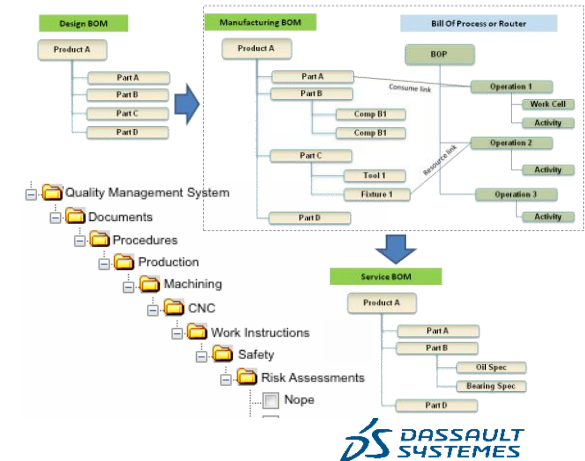 Design BOM
Product A
Part A
Part B
Part C
Part D
Manufacturing BOM
Product A
Part A
Part B
Comp B1
Comp B1
Part C
Tool 1
Fixture 1
Part D
Consume link
Resource link
Bill Of Process or Router
BOP
Operation 1
Work Cell
Activity
Operation 2
Activity
Operation 3
Activity
Quality Management System
Documents
Procedures
Production
Machining
CNC
Work Instructions
Safety
Risk Assessments
Nope
Service BOM
Product A
Part A
Part B
Oil Spec
Bearing Spec
Part D
DASSAULT
SYSTEMES